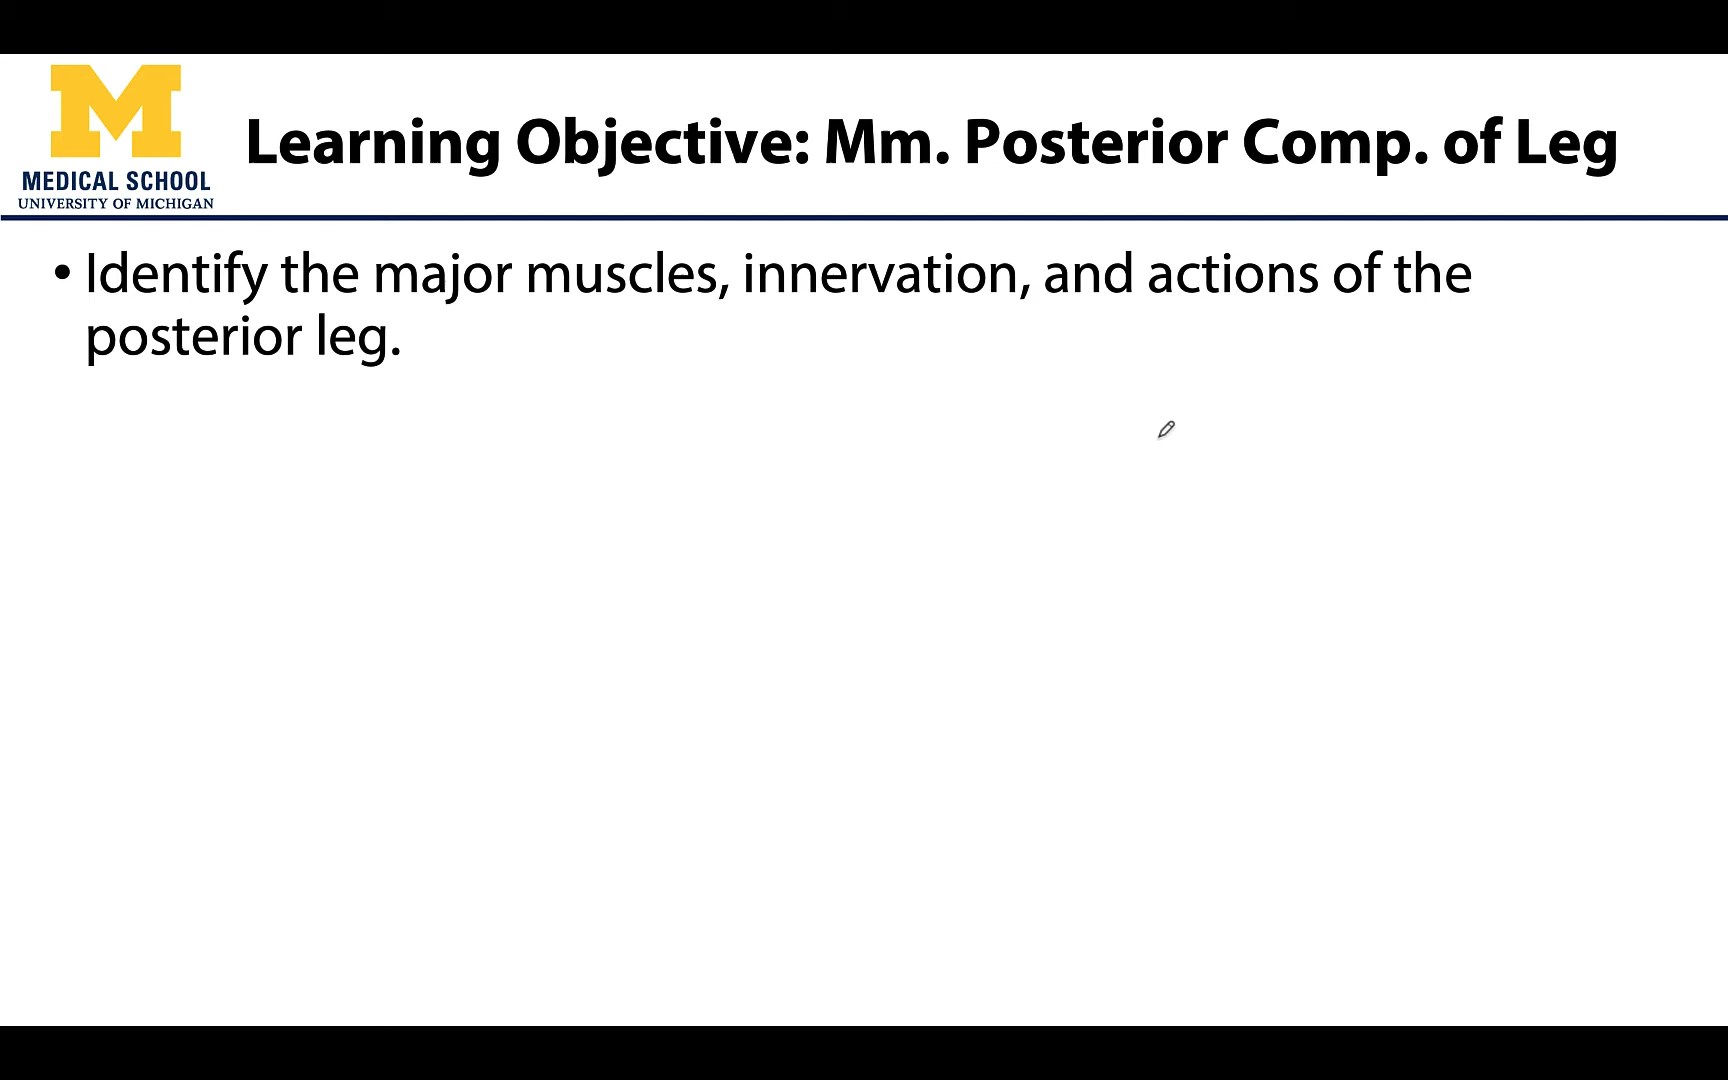 M
MEDICAL SCHOOL
UNIVERSITY OF MICHIGAN
Learning Objective: Mm. Posterior Comp. of Leg
• Identify the major muscles, innervation, and actions of the
posterior leg.